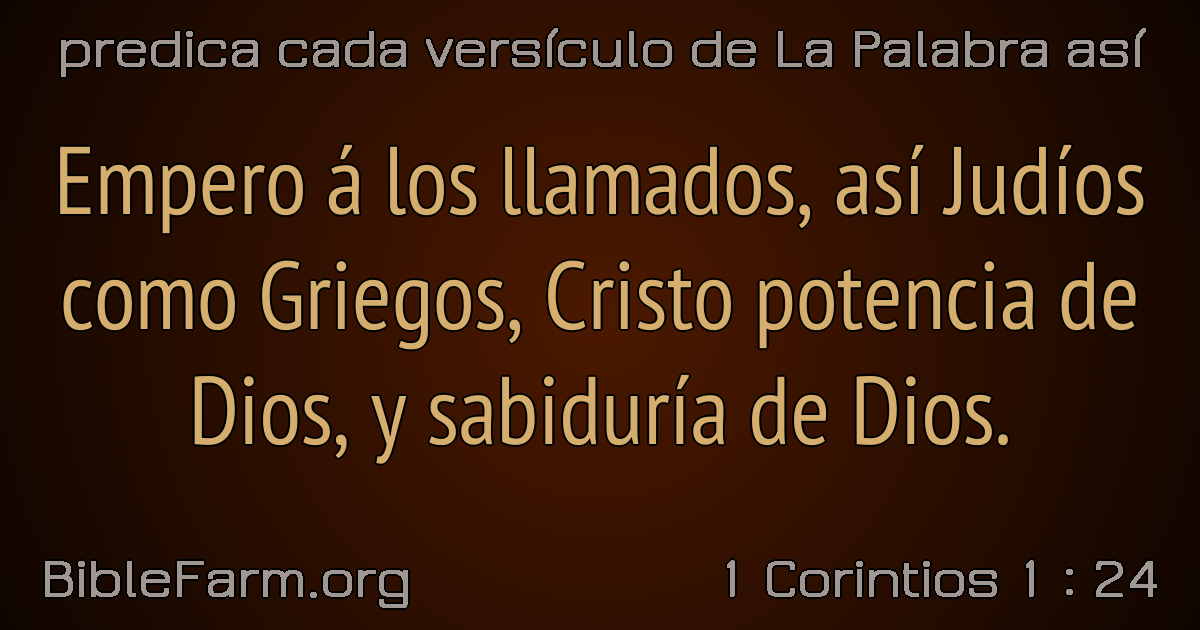 predica cada versículo de La Palabra así
Empero á los llamados, así Judíos
como Griegos, Cristo potencia de
Dios, y sabiduría de Dios.
BibleFarm.org
1 Corintios 1 : 24